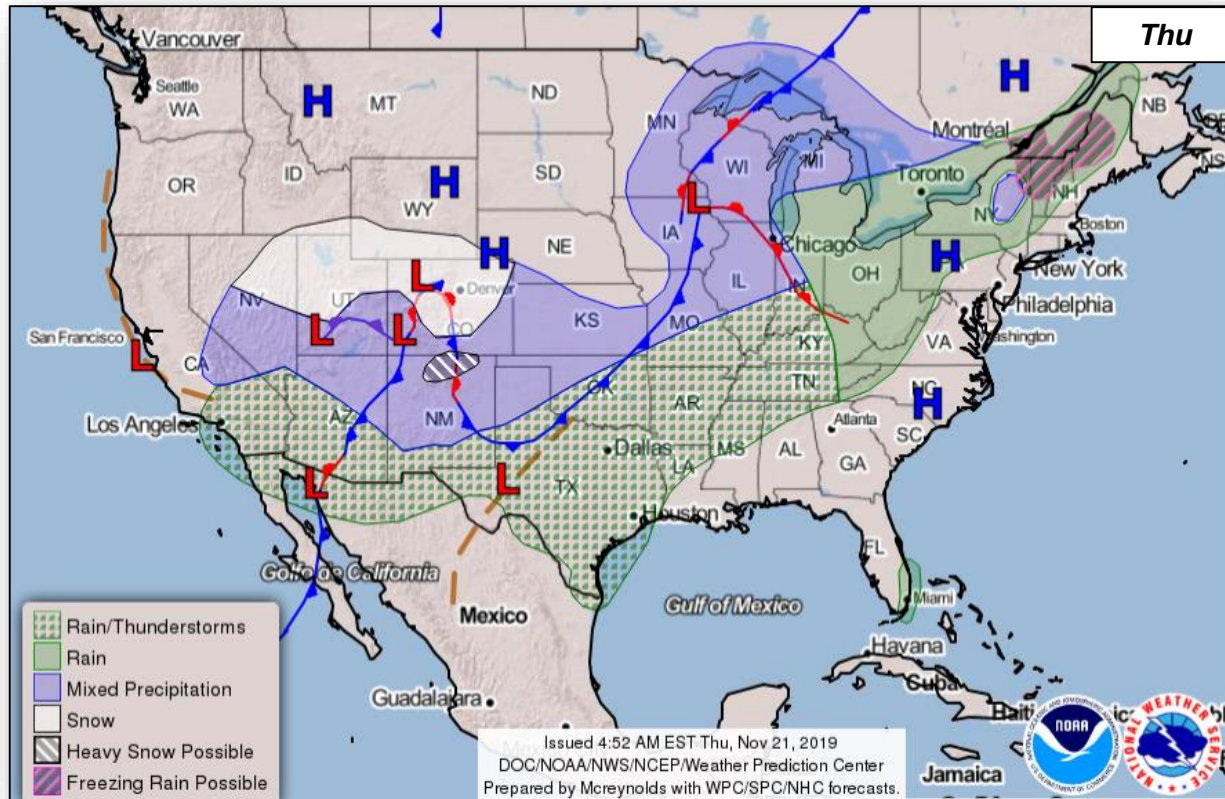 Thu
Vancouver
Seattle
WA
MT
ND
MN
Montréal
NB
OR
ID
WY
SD
WI
MI
Toronto
NY
NH
Boston
NV
UT
Denver
CO
NE
IA
Chicago
IL
IN
OH
New York
Philadelphia
Washington
San Francisco
CA
KS
MO
KY
VA
Los Angeles
AZ
NM
OK
AR
TN
NC
SC
Atlanta
Dallas
MS
AL
GA
LA
TX
Houston
FL
Miami
Golfo de California
Mexico
Gulf of Mexico
Havana
Cuba
Guadalajara
Jamaica
H
H
H
H
H
H
L
L
L
L
L
L
L
Rain/Thunderstorms
Rain
Mixed Precipitation
Snow
Heavy Snow Possible
Freezing Rain Possible
Issued 4:52 AM EST Thu, Nov 21, 2019
DOC/NOAA/NWS/NCEP/Weather Prediction Center
Prepared by Mcreynolds with WPC/SPC/NHC forecasts.
NOAA
NATIONAL WEATHER SERVICE